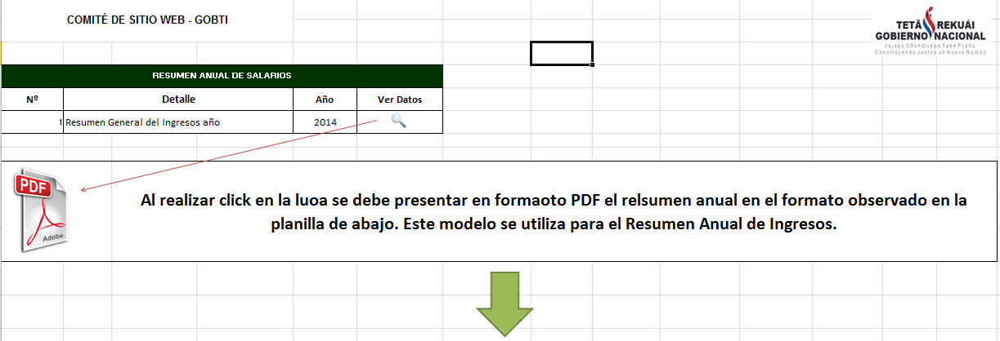 COMITÉ DE SITIO WEB - GOBTI
TETÃ REKUÁI
GOBIERNO NACIONAL
Jajapo Oñondivepa Tape Pyahu
Construyendo Juntos un Nuevo Rumbo
RESUMEN ANUAL DE SALARIOS
Nº Detalle Año Ver Datos
1 Resumen General del Ingresos año 2014
PDF
Adobe
Al realizar click en la luoa se debe presentar en formaoto PDF el relsumen anual en el formato observado en la
planilla de abajo. Este modelo se utiliza para el Resumen Anual de Ingresos.